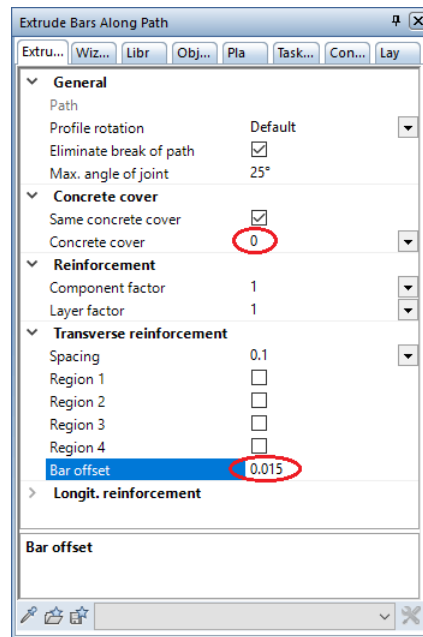 Extrude Bars Along Path
Extru... Wiz... Libr Obj... Pla Task... Con... Lay
General
Path
Profile rotation Default
Eliminate break of path
Max. angle of joint 25°
Concrete cover
Same concrete cover
Concrete cover 0
Reinforcement
Component factor 1
Layer factor 1
Transverse reinforcement
Spacing 0.1
Region 1
Region 2
Region 3
Region 4
Bar offset 0.015
Longit. reinforcement
Bar offset